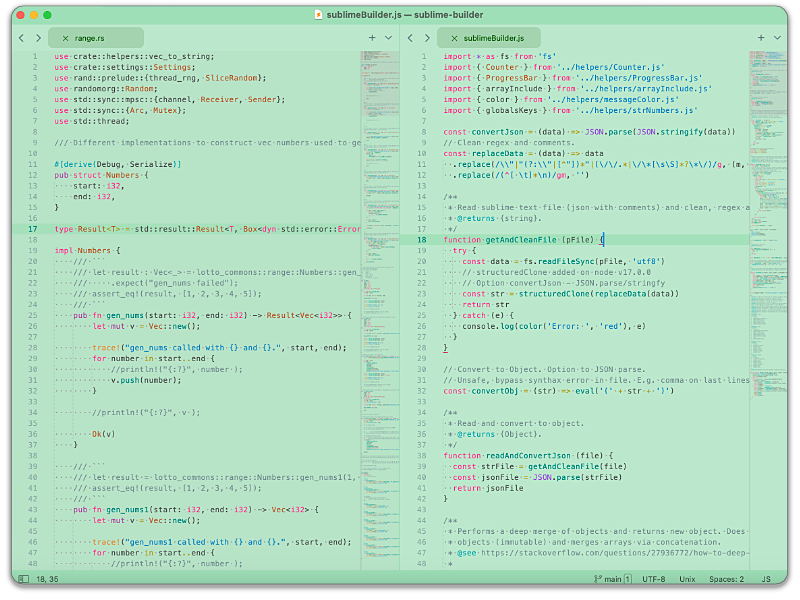 sublimeBuilder.js — sublime-builder
range.rs
1 use crate::helpers::vec_to_string;
2 use crate::settings::Settings;
3 use rand::prelude::{thread_rng, SliceRandom};
4 use randomorg::Random;
5 use std::sync::mpsc::{channel, Receiver, Sender};
6 use std::sync::{Arc, Mutex};
7 use std::thread;
8
9 /// Different implementations to construct vec numbers used to ge
10
11 #[derive(Debug, Serialize)]
12 pub struct Numbers {
13 start: i32,
14 end: i32,
15 }
16
17 type Result<T> = std::result::Result<T, Box<dyn std::error::Error
18
19 impl Numbers {
20 /// ```
21 /// let result : Vec<_> = lotto_commons::range::Numbers::gen_
22 /// .expect("gen_nums failed");
23 /// assert_eq!(result, [1, 2, 3, 4, 5]);
24 /// ```
25 pub fn gen_nums(start: i32, end: i32) -> Result<Vec<i32>> {
26 let mut v = Vec::new();
27
28 trace!("gen_nums called with {} and {}.", start, end);
29 for number in start..end {
30 //println!("{:?}", number );
31 v.push(number);
32 }
33
34 //println!("{:?}", v );
35
36 Ok(v)
37 }
38
39 /// ```
40 /// let result = lotto_commons::range::Numbers::gen_nums1(1,
41 /// assert_eq!(result, [1, 2, 3, 4, 5]);
42 /// ```
43 pub fn gen_nums1(start: i32, end: i32) -> Vec<i32> {
44 let mut v = Vec::new();
45
46 trace!("gen_nums1 called with {} and {}.", start, end);
47 for number in start..end {
48 //println!("{:?}", number );
sublimeBuilder.js
1 import * as fs from 'fs'
2 import { Counter } from '../helpers/Counter.js'
3 import { ProgressBar } from '../helpers/ProgressBar.js'
4 import { arrayInclude } from '../helpers/arrayInclude.js'
5 import { color } from '../helpers/messageColor.js'
6 import { globalsKeys } from '../helpers/strNumbers.js'
7
8 const convertJson = (data) => JSON.parse(JSON.stringify(data))
9 // Clean regex and comments.
10 const replaceData = (data) => data
11 .replace(/\\"|"(?:\\"|[^"])*"|(\/\/.*|\/\*[\s\S]*?\*\/)/g, (m,
12 .replace(/(^[ \t]*\n)/gm, '')
13
14 /**
15 * Read sublime text file (json with comments) and clean, regex a
16 * @returns {string}.
17 */
18 function getAndCleanFile (pFile) {
19 try {
20 const data = fs.readFileSync(pFile, 'utf8')
21 // structuredClone added on node v17.0.0
22 // Option convertJson - JSON.parse/stringfy
23 const str = structuredClone(replaceData(data))
24 return str
25 } catch (e) {
26 console.log(color('Error: ', 'red'), e)
27 }
28 }
29
30 // Convert to Object. Option to JSON.parse.
31 // Unsafe, bypass synthax error in file. E.g. comma on last lines
32 const convertObj = (str) => eval('(' + str + ')')
33
34 /**
35 * Read and convert to object.
36 * @returns {Object}.
37 */
38 function readAndConvertJson (file) {
39 const strFile = getAndCleanFile(file)
40 const jsonFile = JSON.parse(strFile)
41 return jsonFile
42 }
43
44 /**
45 * Performs a deep merge of objects and returns new object. Does
46 * objects (immutable) and merges arrays via concatenation.
47 * @see https://stackoverflow.com/questions/27936772/how-to-deep-
48 *
18, 35
main 1 UTF-8 Unix Spaces: 2 JS